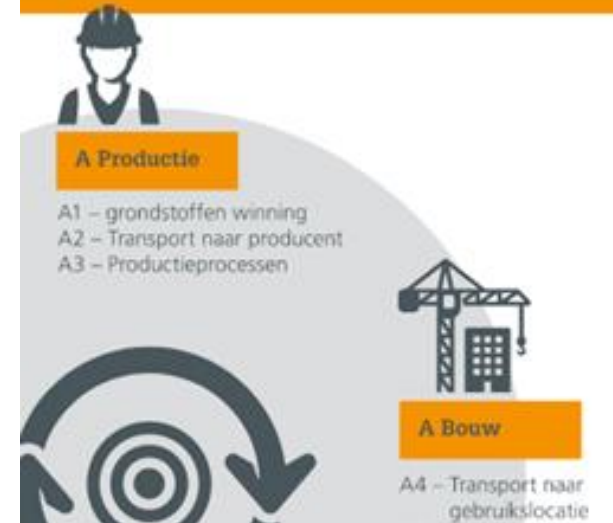 A Productie
A1 – grondstoffen winning
A2 – Transport naar producent
A3 – Productieprocessen
A Bouw
A4 – Transport naar
gebruikslocatie